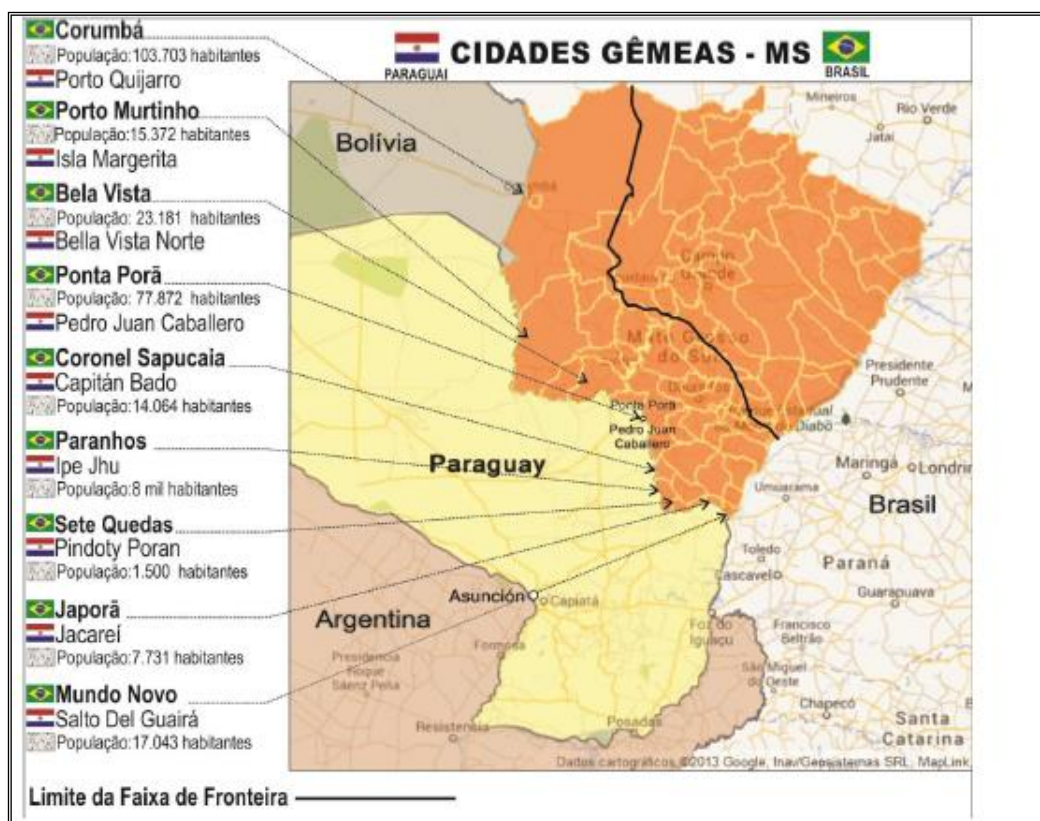 Corumbá
População:103.703 habitantes
Porto Quijarro
Porto Murtinho
População:15.372 habitantes
Isla Margerita
Bela Vista
População: 23.181 habitantes
Bella Vista Norte
Ponta Porã
População: 77.872 habitantes
Pedro Juan Caballero
Coronel Sapucaia
Capitán Bado
População: 14.064 habitantes
Paranhos
Ipe Jhu
População:8 mil habitantes
Sete Quedas
Pindoty Poran
População:1.500 habitantes
Japorã
Jacareí
População:7.731 habitantes
Mundo Novo
Salto Del Guairá
População:17.043 habitantes
Limite da Faixa de Fronteira
PARAGUAI
CIDADES GÊMEAS - MS
BRASIL
Mineiros
Rio Verde
Jataí
Bolívia
Mato Grosso
do Sul
Presidente
Prudente
Ponta Porã
Pedro Juan
Caballero
Diabo
Maringá
Londrin
Umuarama
Paraguay
Brasil
Toledo
Cascavel
Paraná
Guarapuava
Asunción
Capiatá
Argentina
Foz do
Iguaçu
Francisco
Beltrão
Formosa
Presidencia
Roque
Sáenz Peña
São Miguel
do Oeste
Chapecó
Resistencia
Posadas
Santa
Catarina
Dados cartográficos ©2013 Google, Inav/Geosistemas SRL, MapLink,